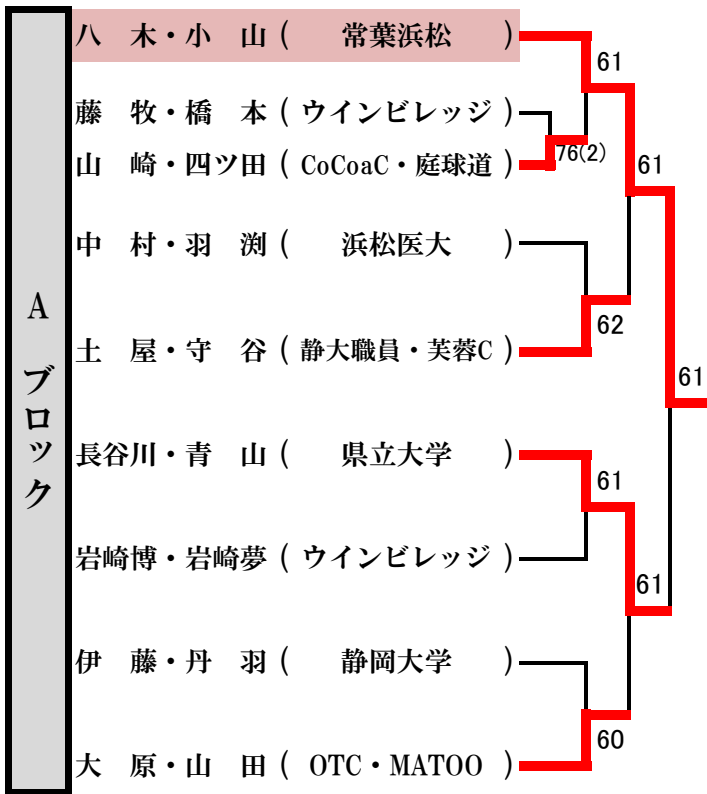 Aブロック
八 木・小 山 ( 常葉浜松 )
61
藤 牧・橋 本 ( ウインビレッジ )
76(2)
山 崎・四ツ田 ( CoCoaC・庭球道 )
61
中 村・羽 渕 ( 浜松医大 )
62
土 屋・守 谷 ( 静大職員・芙蓉C )
61
長谷川・青 山 ( 県立大学 )
61
岩崎博・岩崎夢 ( ウインビレッジ )
61
伊 藤・丹 羽 ( 静岡大学 )
60
大 原・山 田 ( OTC・MATOO )